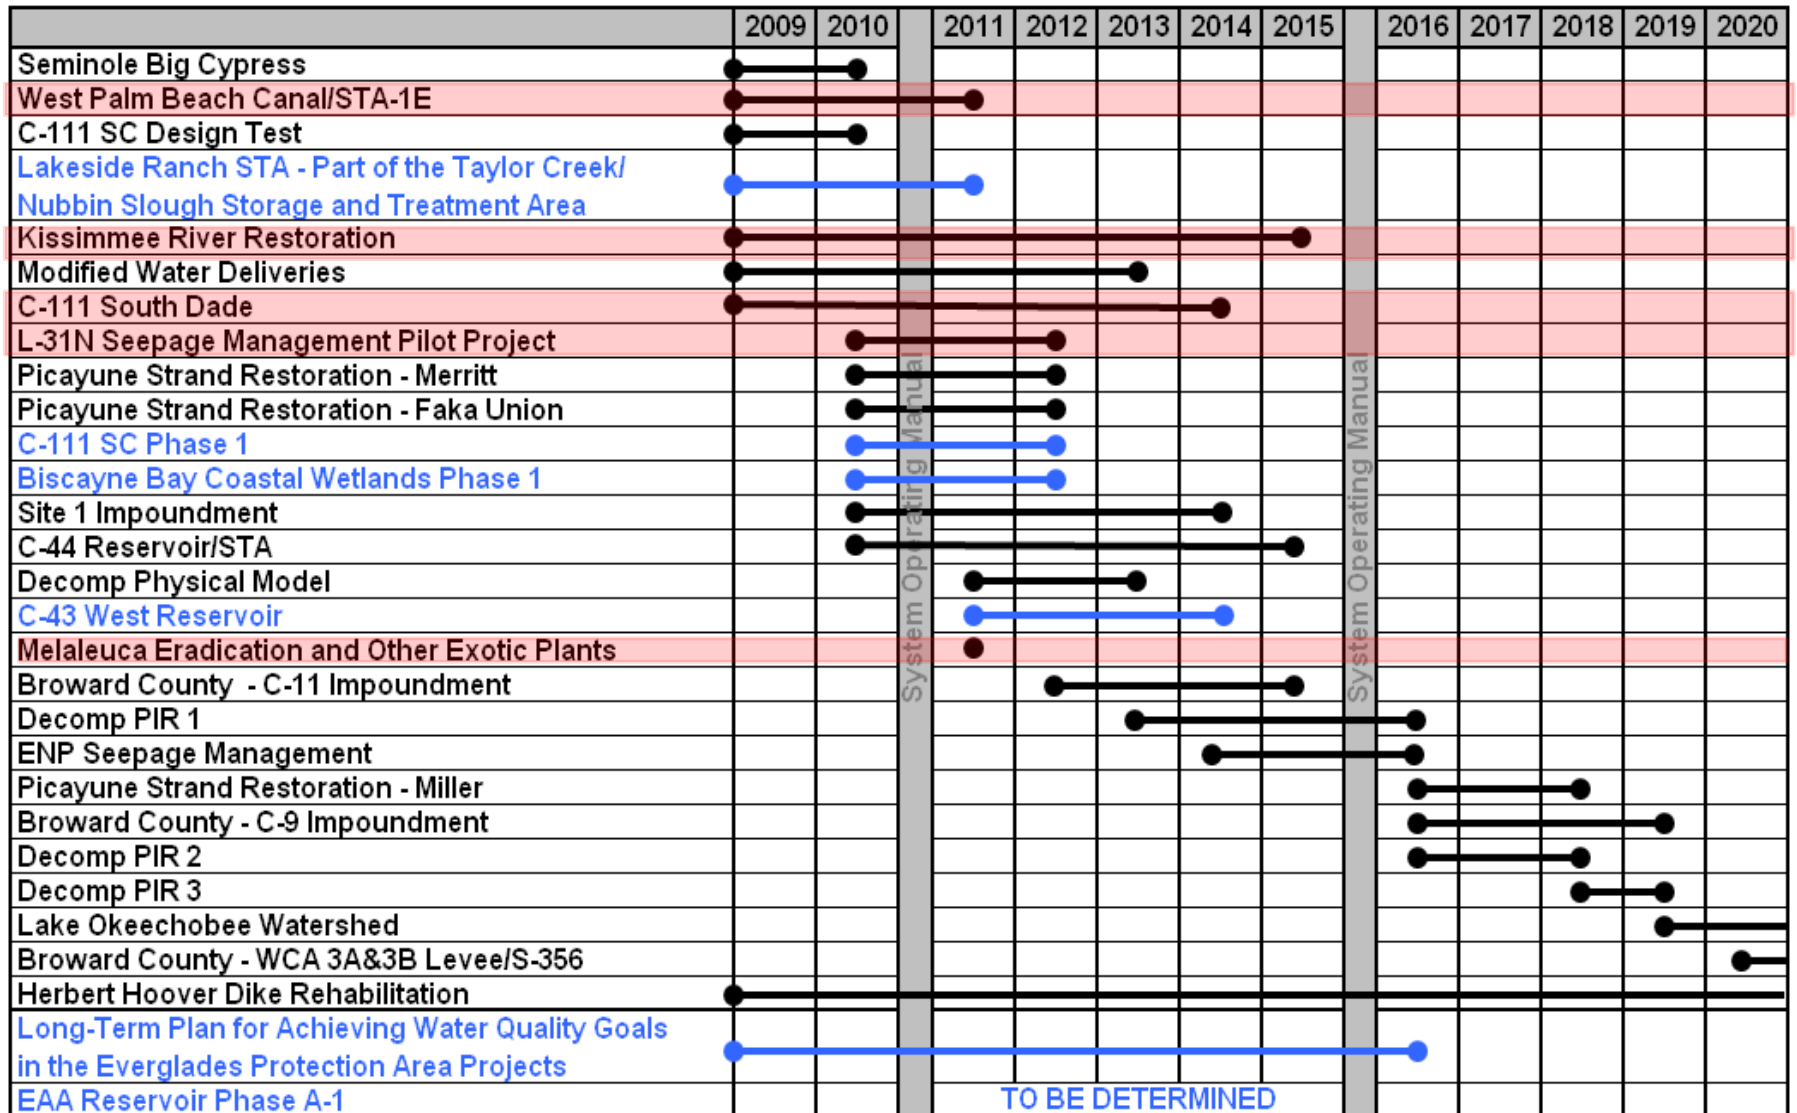 2009 2010 2011 2012 2013 2014 2015 2016 2017 2018 2019 2020
Seminole Big Cypress
West Palm Beach Canal/STA-1E
C-111 SC Design Test
Lakeside Ranch STA - Part of the Taylor Creek/
Nubbin Slough Storage and Treatment Area
Kissimmee River Restoration
Modified Water Deliveries
C-111 South Dade
L-31N Seepage Management Pilot Project
Picayune Strand Restoration - Merritt
Picayune Strand Restoration - Faka Union
C-111 SC Phase 1
Biscayne Bay Coastal Wetlands Phase 1
Site 1 Impoundment
C-44 Reservoir/STA
Decomp Physical Model
C-43 West Reservoir
Melaleuca Eradication and Other Exotic Plants
Broward County - C-11 Impoundment
Decomp PIR 1
ENP Seepage Management
Picayune Strand Restoration - Miller
Broward County - C-9 Impoundment
Decomp PIR 2
Decomp PIR 3
Lake Okeechobee Watershed
Broward County - WCA 3A&3B Levee/S-356
Herbert Hoover Dike Rehabilitation
Long-Term Plan for Achieving Water Quality Goals
in the Everglades Protection Area Projects
EAA Reservoir Phase A-1 TO BE DETERMINED
System Operating Manual
System Operating Manual